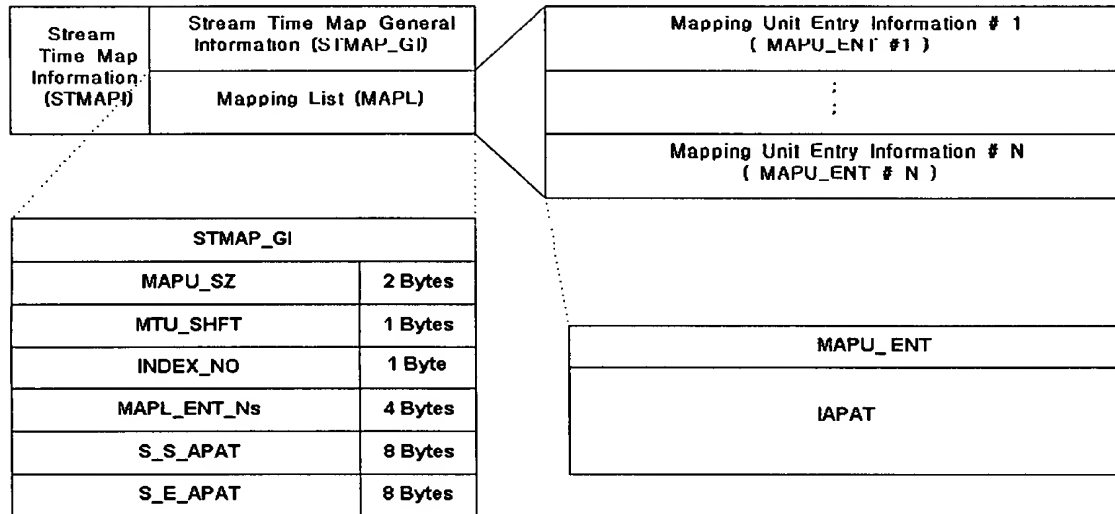 Stream
Time Map
Information
(STMAPI)
Stream Time Map General
Information (STMAP_GI)
Mapping List (MAPL)
Mapping Unit Entry Information # 1
( MAPU_ENT #1 )
:
:
Mapping Unit Entry Information # N
( MAPU_ENT # N )
STMAP_GI
MAPU_SZ 2 Bytes
MTU_SHFT 1 Bytes
INDEX_NO 1 Byte
MAPL_ENT_Ns 4 Bytes
S_S_APAT 8 Bytes
S_E_APAT 8 Bytes
MAPU_ENT
IAPAT